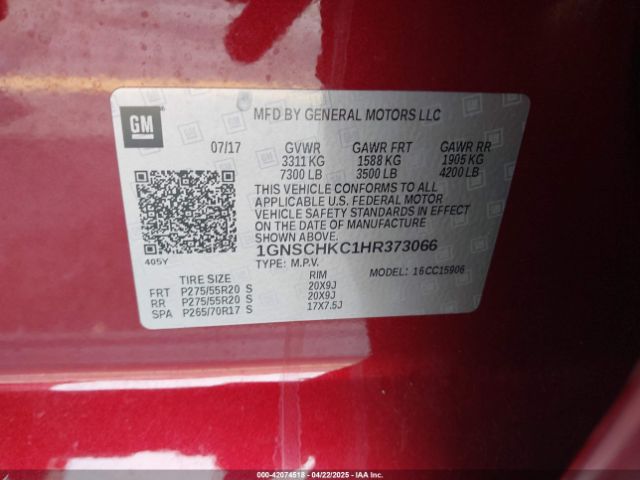 MFD BY GENERAL MOTORS LLC
GM
07/17 GVWR GAWR FRT GAWR RR
3311 KG 1588 KG 1905 KG
7300 LB 3500 LB 4200 LB
THIS VEHICLE CONFORMS TO ALL
APPLICABLE U.S. FEDERAL MOTOR
VEHICLE SAFETY STANDARDS IN EFFECT
ON THE DATE OF MANUFACTURE
SHOWN ABOVE.
1GNSCHKC1HR373066
405Y
TYPE: M.P.V.
MODEL: 16CC15906
TIRE SIZE RIM
FRT P275/55R20 S 20X9J
RR P275/55R20 S 20X9J
SPA P265/70R17 S 17X7.5J
000-42074518 - 04/22/2025 - IAAI.COM